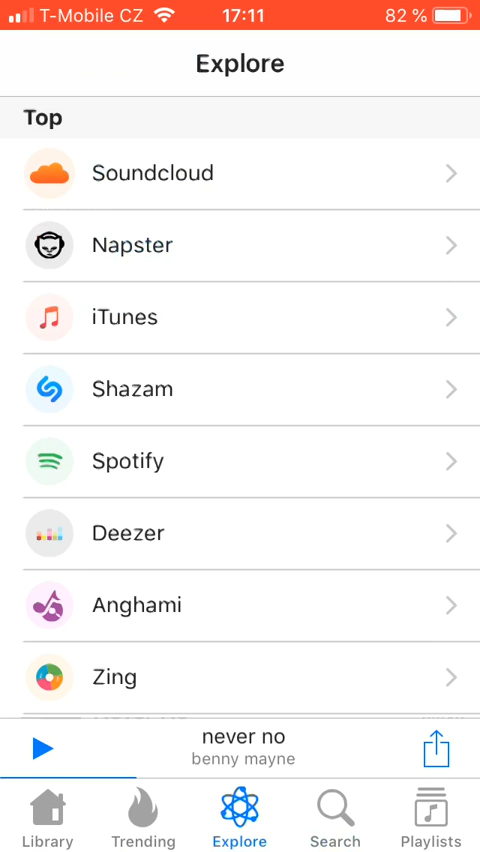 T-Mobile CZ 17:11 82 %
Explore
Top
Soundcloud
Napster
iTunes
Shazam
Spotify
Deezer
Anghami
Zing
never no
benny mayne
Library Trending Explore Search Playlists